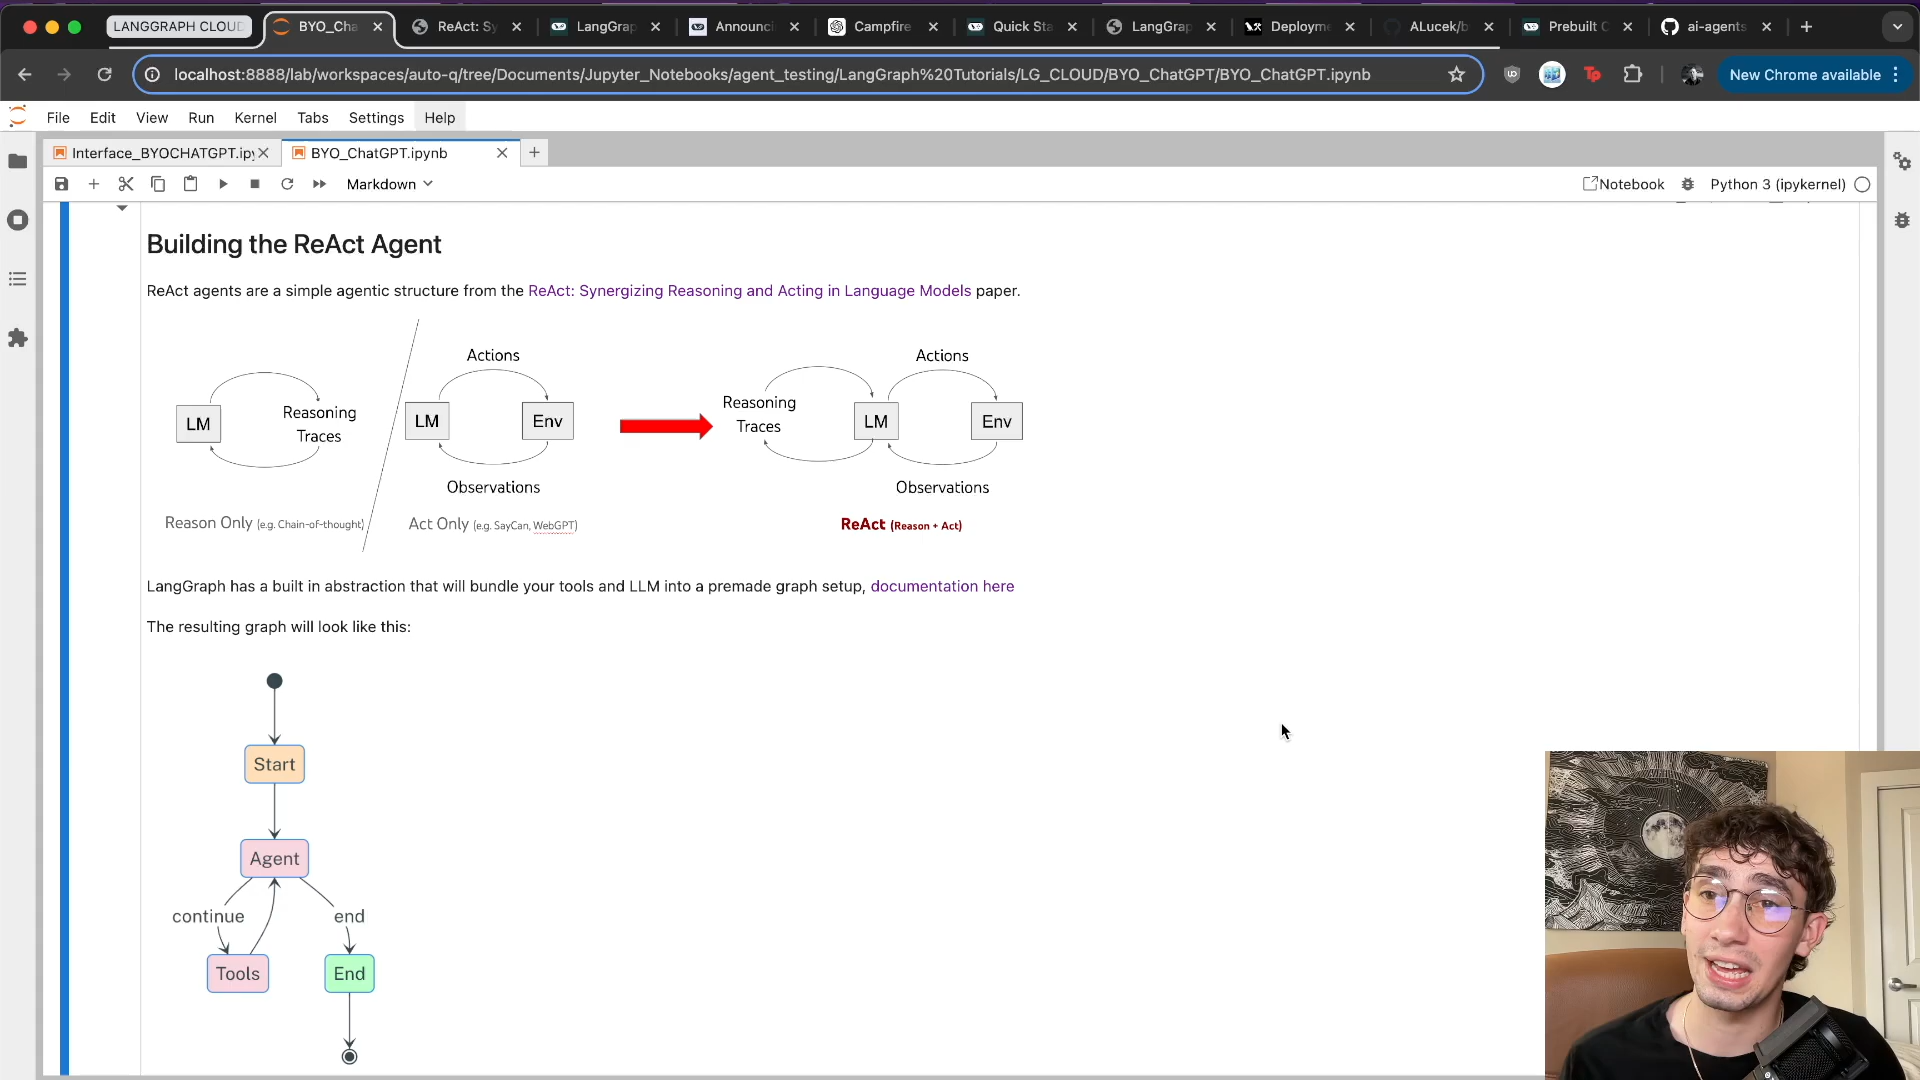 LANGGRAPH CLOUD
BYO_Cha
ReAct: Sy
LangGrap
Announci
Campfire
Quick Sta
LangGrap
Deployme
ALucek/b
Prebuilt C
ai-agents
localhost:8888/lab/workspaces/auto-q/tree/Documents/Jupyter_Notebooks/agent_testing/LangGraph%20Tutorials/LG_CLOUD/BYO_ChatGPT/BYO_ChatGPT.ipynb
New Chrome available
File Edit View Run Kernel Tabs Settings Help
Interface_BYOCHATGPT.ipy
BYO_ChatGPT.ipynb
Markdown
Notebook
Python 3 (ipykernel)
Building the ReAct Agent
ReAct agents are a simple agentic structure from the ReAct: Synergizing Reasoning and Acting in Language Models paper.
LM
Reasoning
Traces
Reason Only (e.g. Chain-of-thought)
Actions
LM
Env
Observations
Act Only (e.g. SayCan, WebGPT)
Reasoning
Traces
Actions
LM
Env
Observations
ReAct (Reason + Act)
LangGraph has a built in abstraction that will bundle your tools and LLM into a premade graph setup, documentation here
The resulting graph will look like this:
Start
Agent
continue
end
Tools
End